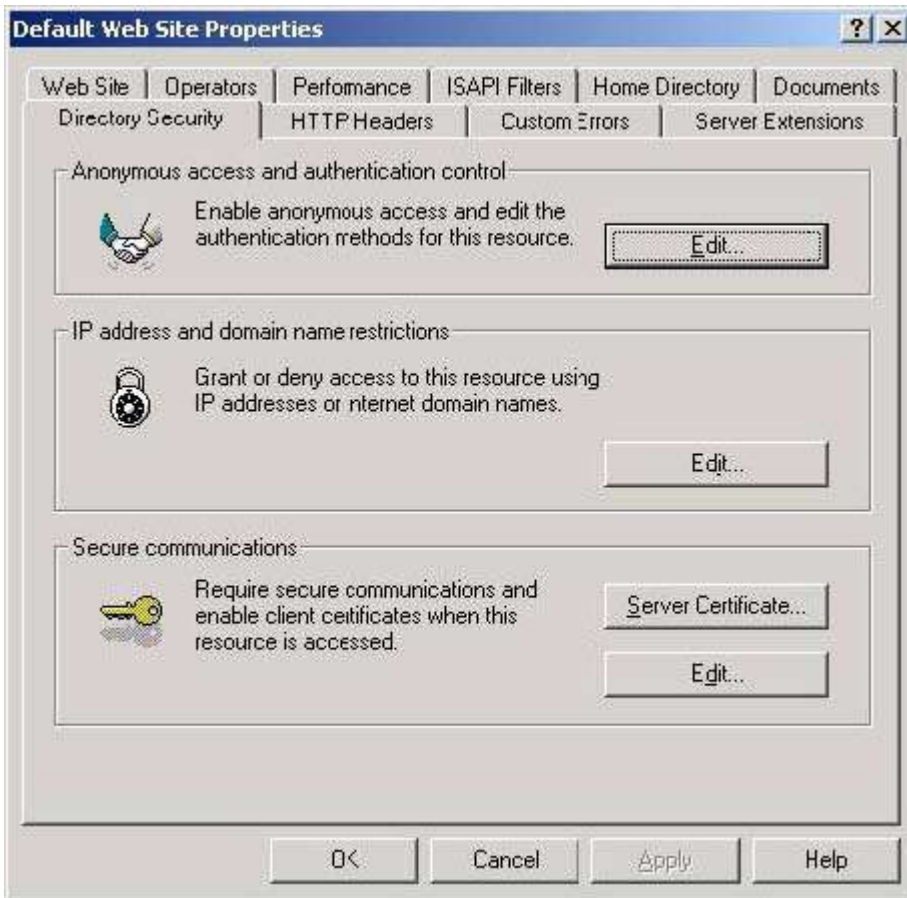 Default Web Site Properties
Web Site Operators Performance ISAPI Filters Home Directory Documents
Directory Security HTTP Headers Custom Errors Server Extensions
Anonymous access and authentication control
Enable anonymous access and edit the
authentication methods for this resource.
Edit...
IP address and domain name restrictions
Grant or deny access to this resource using
IP addresses or nternet domain names.
Edit...
Secure communications
Require secure communications and
enable client certificates when this
resource is accessed.
Server Certificate...
Edit...
OK Cancel Apply Help